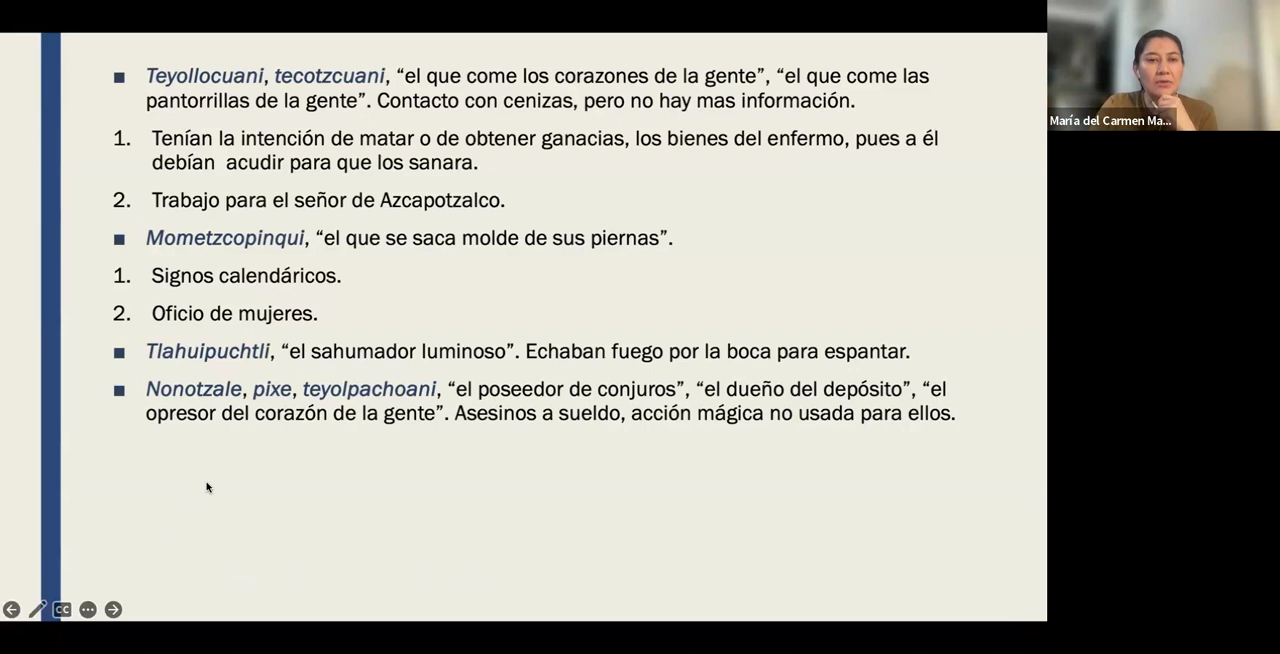 ■ Teyollocuani, tecotzcuani, “el que come los corazones de la gente”, “el que come las
pantorrillas de la gente”. Contacto con cenizas, pero no hay mas información.
1. Tenían la intención de matar o de obtener ganacias, los bienes del enfermo, pues a él
debían acudir para que los sanara.
2. Trabajo para el señor de Azcapotzalco.
■ Mometzcopinqui, “el que se saca molde de sus piernas”.
1. Signos calendáricos.
2. Oficio de mujeres.
■ Tlahuipuchtli, “el sahumador luminoso”. Echaban fuego por la boca para espantar.
■ Nonotzale, pixe, teyolpachoani, “el poseedor de conjuros”, “el dueño del depósito”, “el
opresor del corazón de la gente”. Asesinos a sueldo, acción mágica no usada para ellos.
María del Carmen Ma...
CC